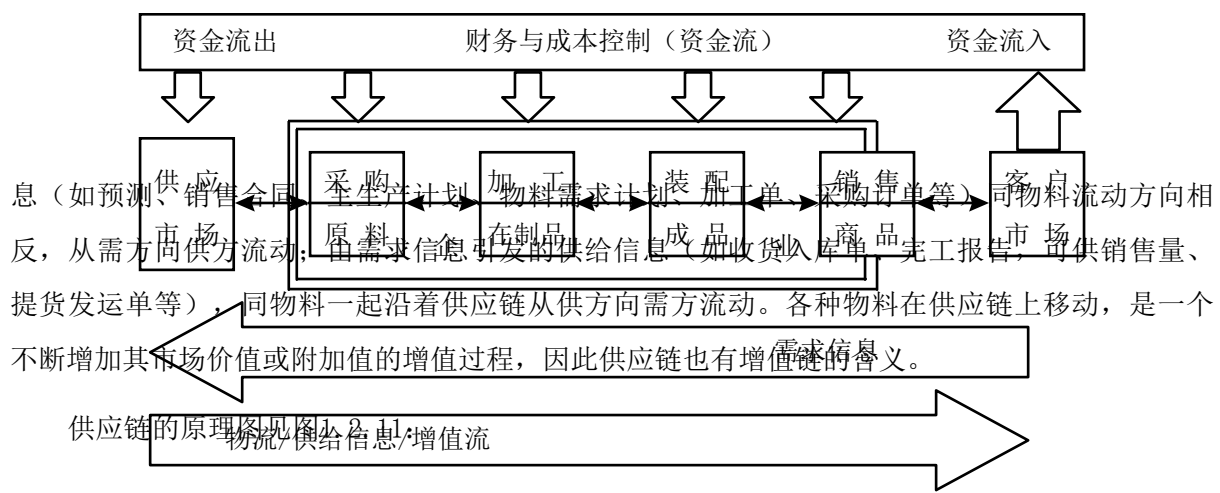 资金流出 财务与成本控制（资金流） 资金流入
供 应 采 购 加 工 装 配 销 售 客 户
息（如预测、销售合同、主生产计划、物料需求计划、加工单、采购订单等）同物料流动方向相
市 场 原 料 企 在制品 成 品 业 商 品 市 场
反，从需方向供方流动；由需求信息引发的供给信息（如收货入库单、完工报告，可供销售量、
提货发运单等），同物料一起沿着供应链从供方向需方流动。各种物料在供应链上移动，是一个
需求信息
不断增加其市场价值或附加值的增值过程，因此供应链也有增值链的含义。
供应链的原理图见图1.2.11：
物流/供给信息/增值流